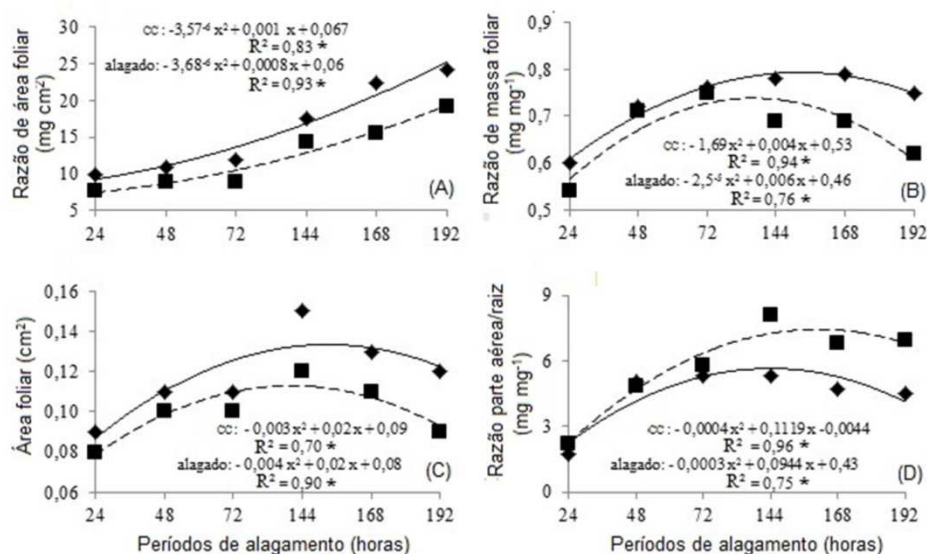 Razão de área foliar
(mg cm²)
30
25
20
15
10
5
cc : -3,57⁻⁶ x² + 0,001 x + 0,067
R² = 0,83 *
alagado: -3,68⁻⁶ x² + 0,0008x + 0,06
R² = 0,93 *
(A)
24 48 72 144 168 192
Razão de massa foliar
(mg mg⁻¹)
0,9
0,8
0,7
0,6
0,5
cc : - 1,69x² + 0,004 x + 0,53
R² = 0,94 *
alagado: - 2,5⁻⁵ x² + 0,006x + 0,46
R² = 0,76 *
(B)
24 48 72 144 168 192
Área foliar (cm²)
0,16
0,14
0,12
0,10
0,08
0,06
cc : - 0,003 x² + 0,02 x + 0,09
R² = 0,70 *
alagado: - 0,004 x² + 0,02 x + 0,08
R² = 0,90 *
(C)
24 48 72 144 168 192
Períodos de alagamento (horas)
Razão parte aérea/raiz
(mg mg⁻¹)
9
6
3
0
cc : - 0,0004 x² + 0,1119x - 0,0044
R² = 0,96 *
alagado: - 0,0003 x² + 0,0944 x + 0,43
R² = 0,75 *
(D)
24 48 72 144 168 192
Períodos de alagamento (horas)